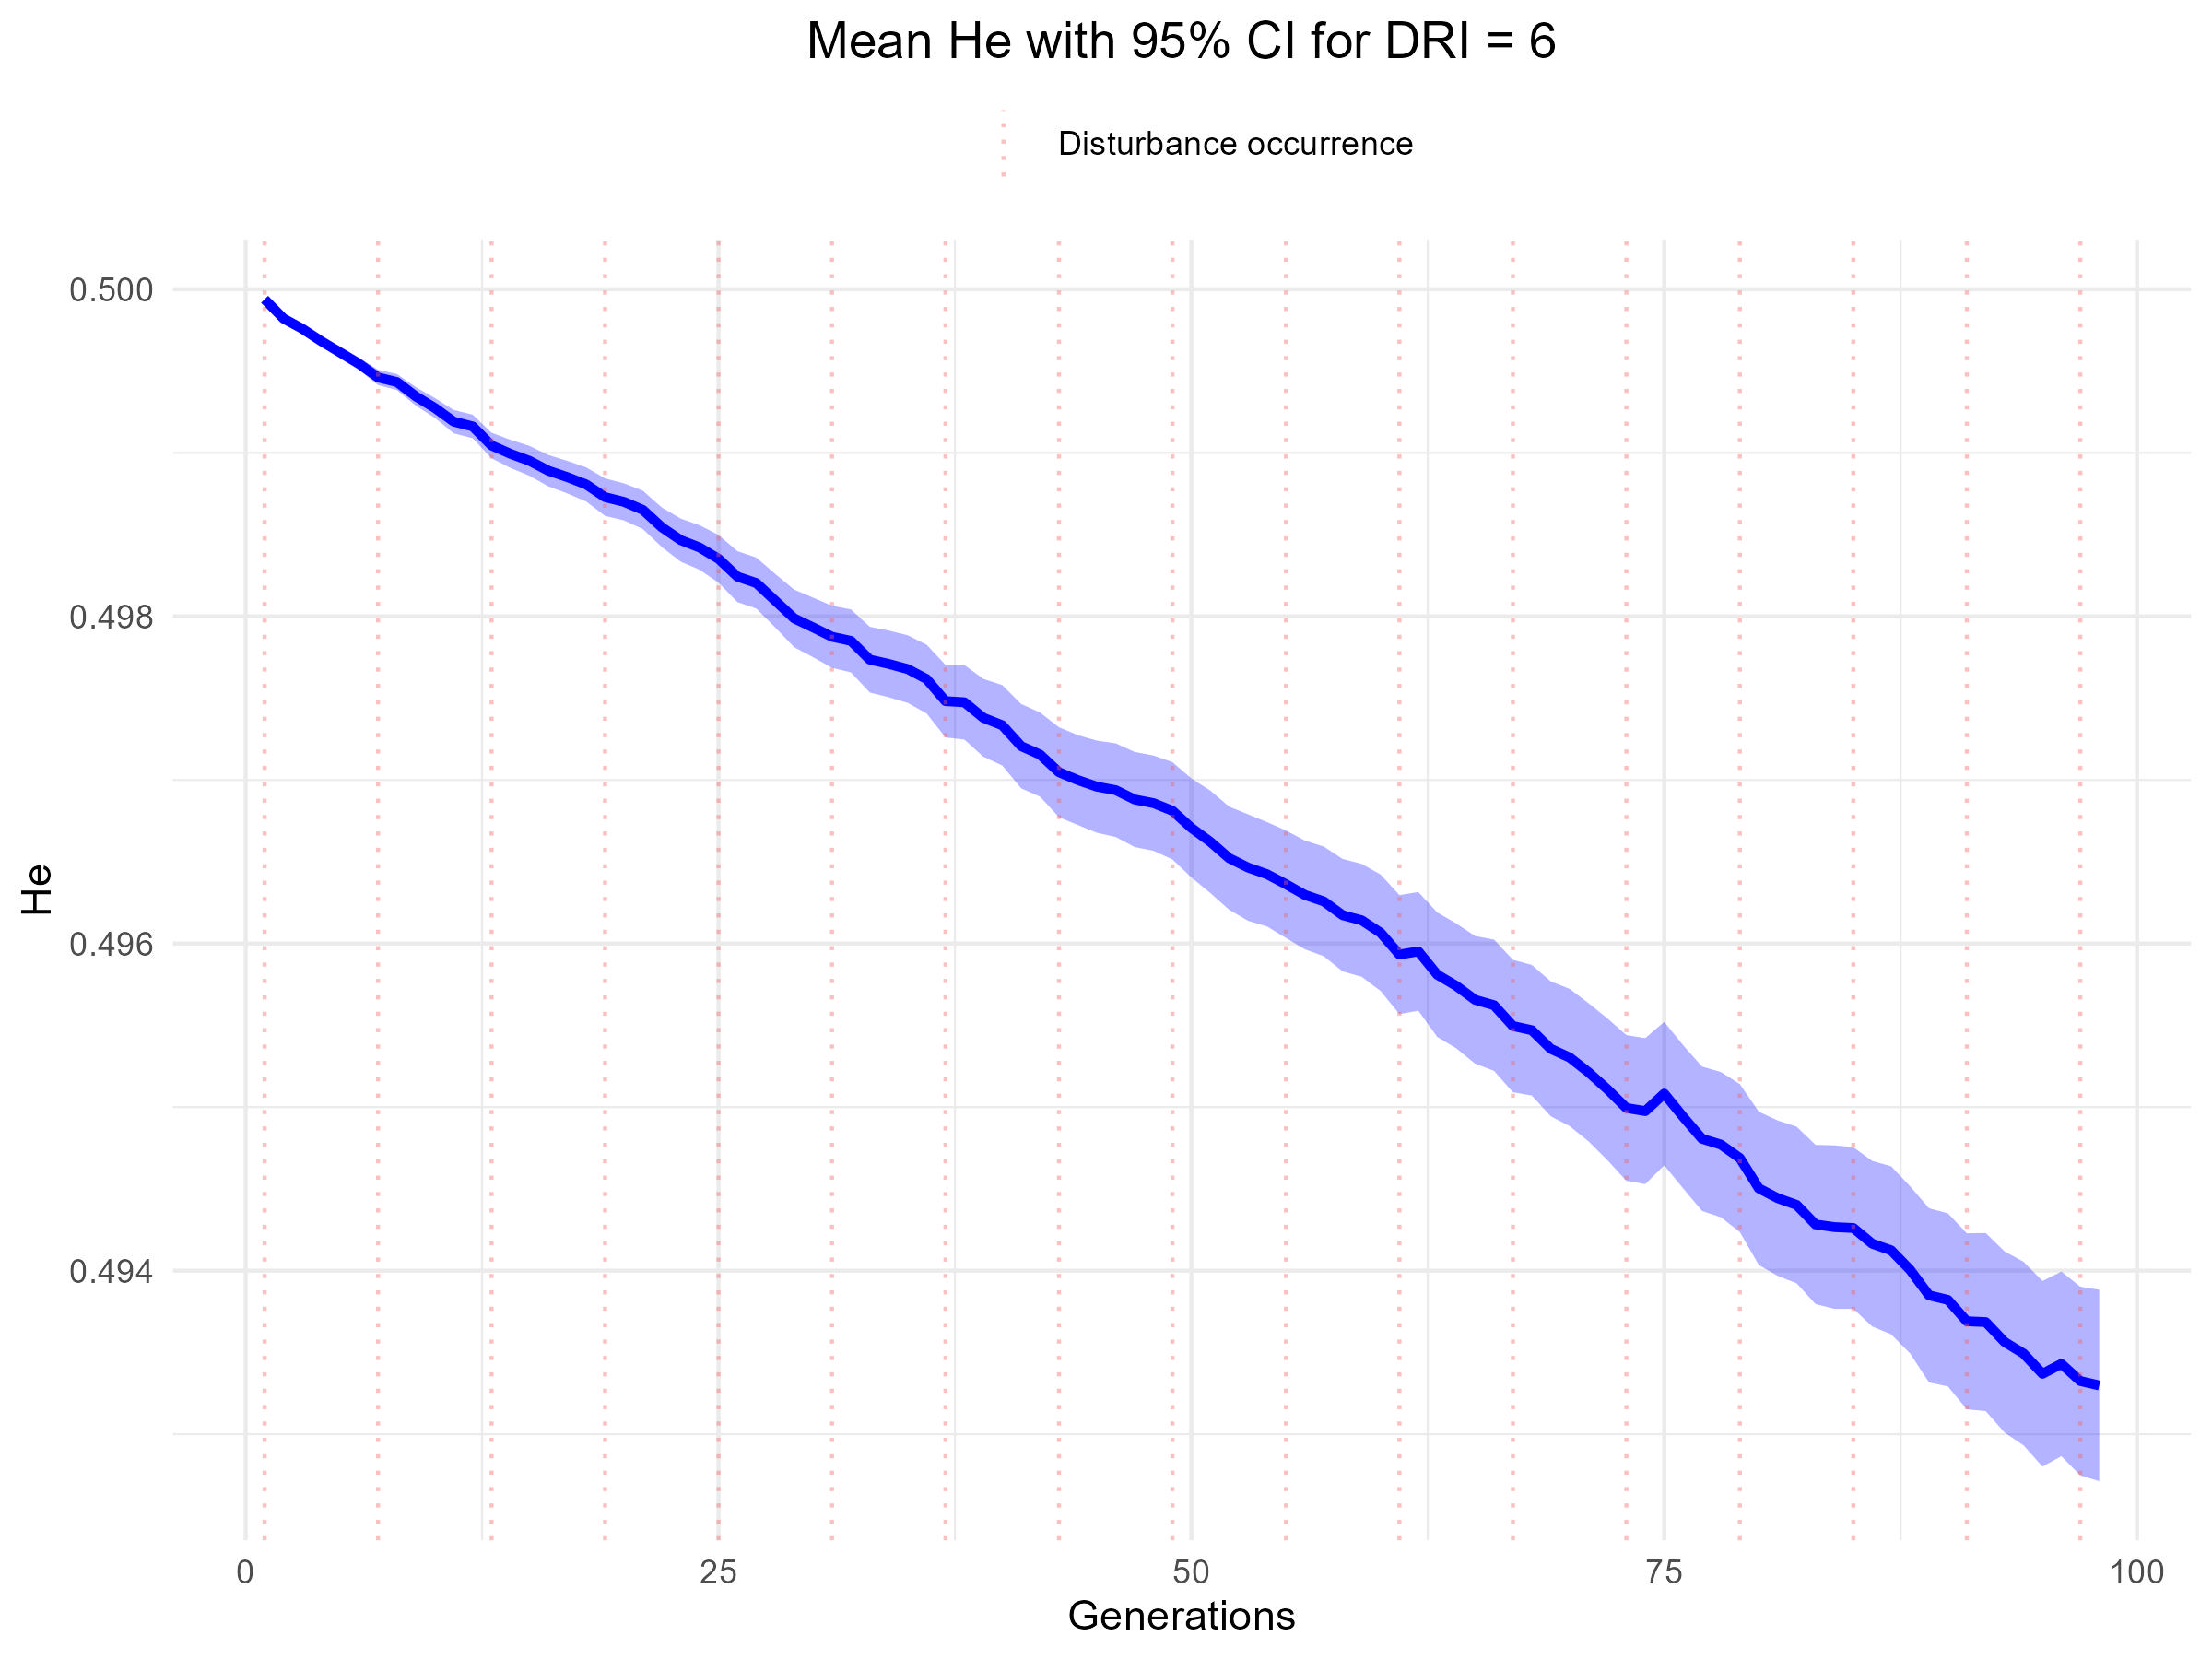 Mean He with 95% CI for DRI = 6
Disturbance occurrence
0.500
0.498
0.496
0.494
He
0 25 50 75 100
Generations